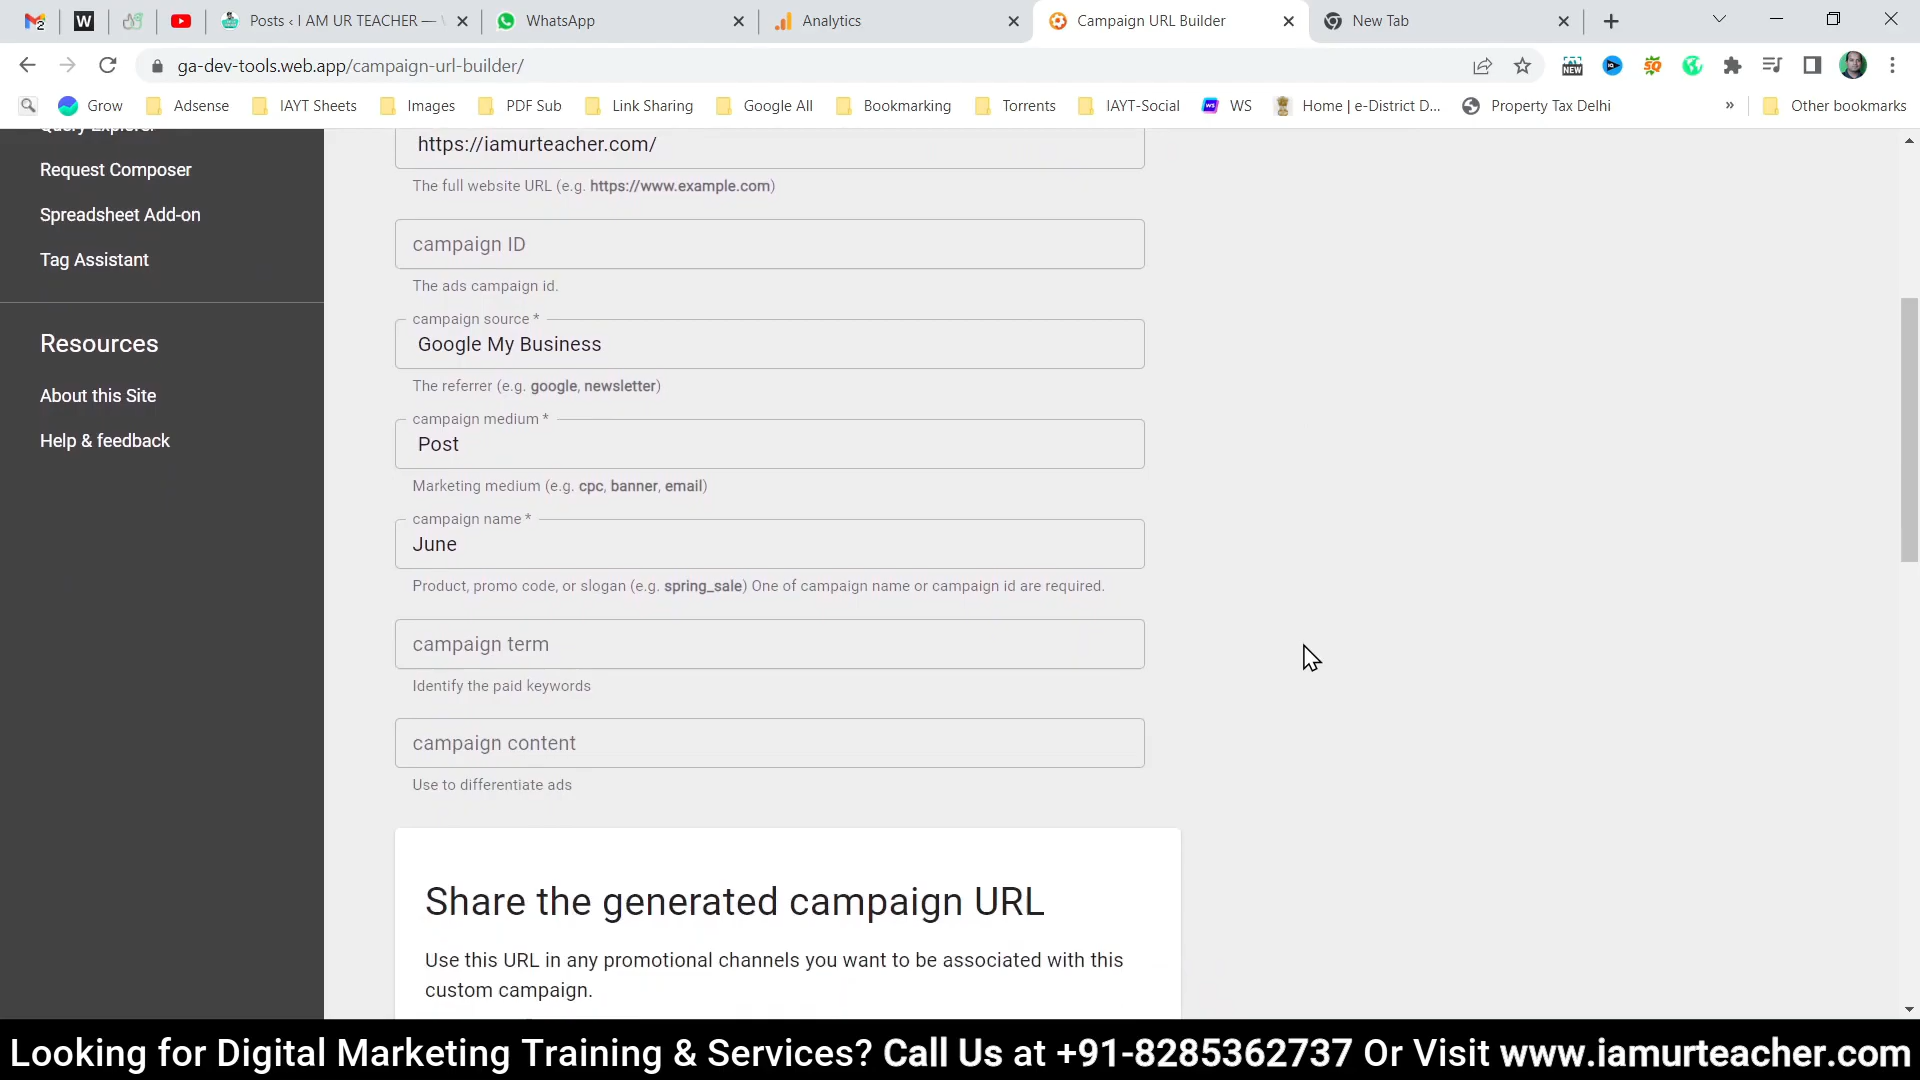 Posts ‹ I AM UR TEACHER —
WhatsApp
Analytics
Campaign URL Builder
New Tab
ga-dev-tools.web.app/campaign-url-builder/
Grow
Adsense
IAYT Sheets
Images
PDF Sub
Link Sharing
Google All
Bookmarking
Torrents
IAYT-Social
WS
Home | e-District D...
Property Tax Delhi
»
Other bookmarks
Query Explorer
Request Composer
Spreadsheet Add-on
Tag Assistant
Resources
About this Site
Help & feedback
https://iamurteacher.com/
The full website URL (e.g. https://www.example.com)
campaign ID
The ads campaign id.
campaign source *
Google My Business
The referrer (e.g. google, newsletter)
campaign medium *
Post
Marketing medium (e.g. cpc, banner, email)
campaign name *
June
Product, promo code, or slogan (e.g. spring_sale) One of campaign name or campaign id are required.
campaign term
Identify the paid keywords
campaign content
Use to differentiate ads
Share the generated campaign URL
Use this URL in any promotional channels you want to be associated with this
custom campaign.
Looking for Digital Marketing Training & Services? Call Us at +91-8285362737 Or Visit www.iamurteacher.com